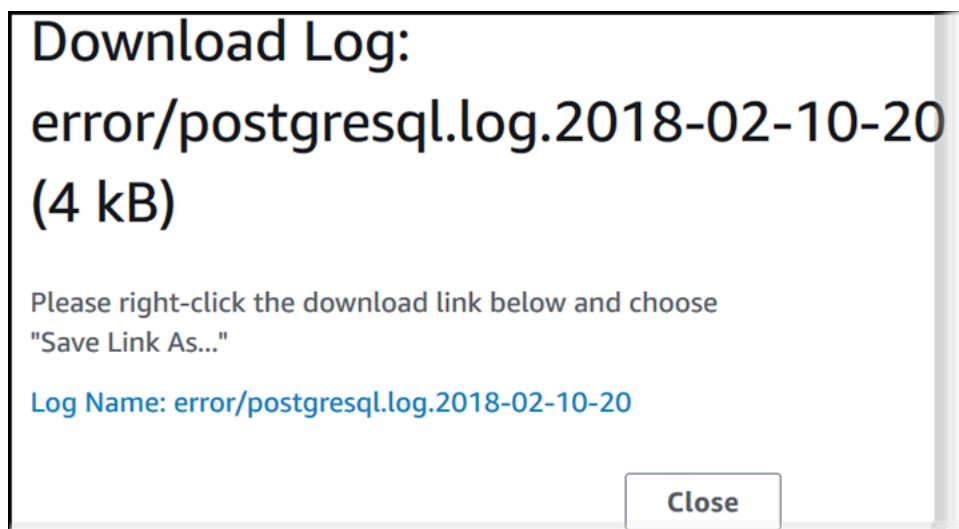 Download Log:
error/postgresql.log.2018-02-10-20
(4 kB)
Please right-click the download link below and choose
"Save Link As..."
Log Name: error/postgresql.log.2018-02-10-20
Close